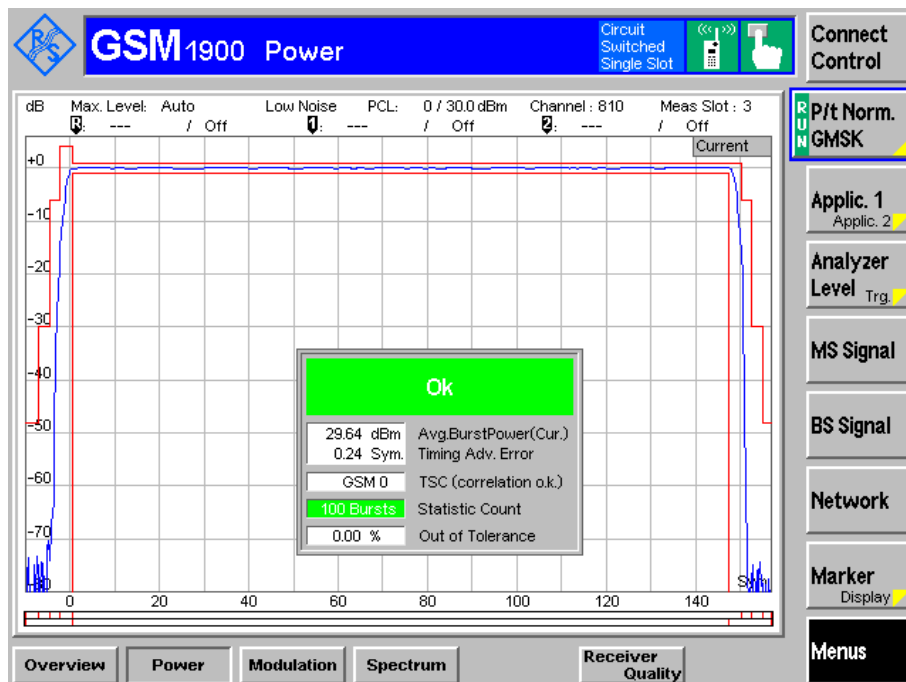 R&S GSM 1900 Power
Circuit
Switched
Single Slot
Connect
Control
dB Max. Level: Auto Low Noise PCL: 0 / 30.0 dBm Channel : 810 Meas Slot : 3
R: --- / Off 1: --- / Off 2: --- / Off
Current
RUN
P/t Norm.
GMSK
+0
-10
-20
-30
-40
-50
-60
-70
-80
Applic. 1
Applic. 2
Analyzer
Level Trg.
MS Signal
BS Signal
Network
Marker
Display
Menus
Ok
29.64 dBm Avg.BurstPower(Cur.)
0.24 Sym. Timing Adv. Error
GSM 0 TSC (correlation o.k.)
100 Bursts Statistic Count
0.00 % Out of Tolerance
0 20 40 60 80 100 120 140
Overview Power Modulation Spectrum Receiver
Quality